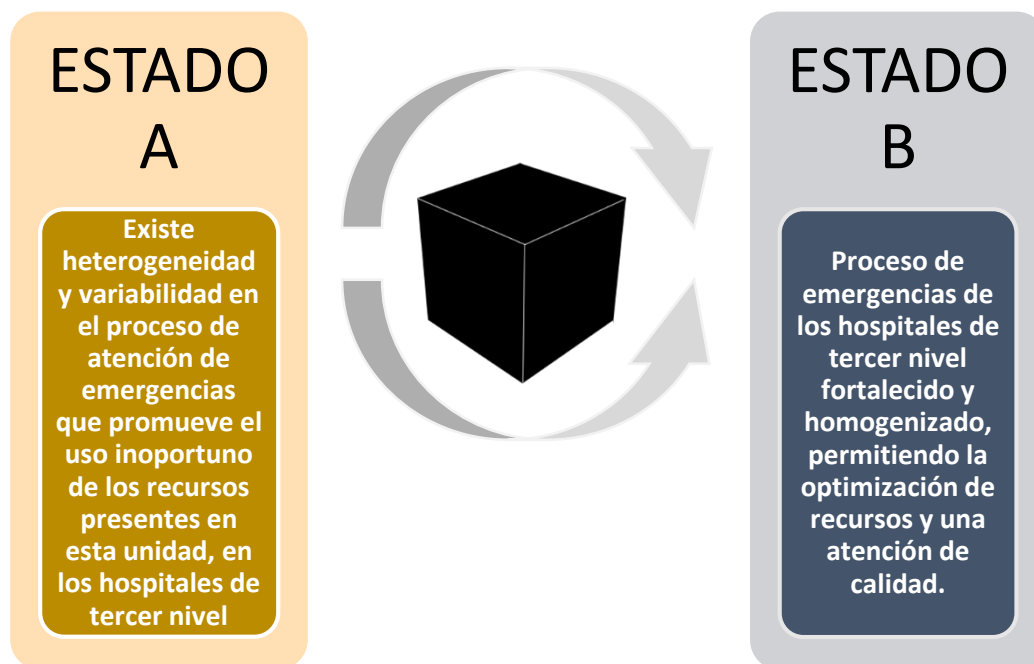 ESTADO
A
Existe
heterogeneidad
y variabilidad en
el proceso de
atención de
emergencias
que promueve el
uso inoportuno
de los recursos
presentes en
esta unidad, en
los hospitales de
tercer nivel
ESTADO
B
Proceso de
emergencias de
los hospitales de
tercer nivel
fortalecido y
homogenizado,
permitiendo la
optimización de
recursos y una
atención de
calidad.